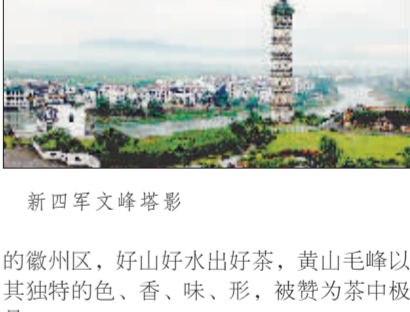 新四军文峰塔影
的徽州区，好山好水出好茶，黄山毛峰以
其独特的色、香、味、形，被赞为茶中极